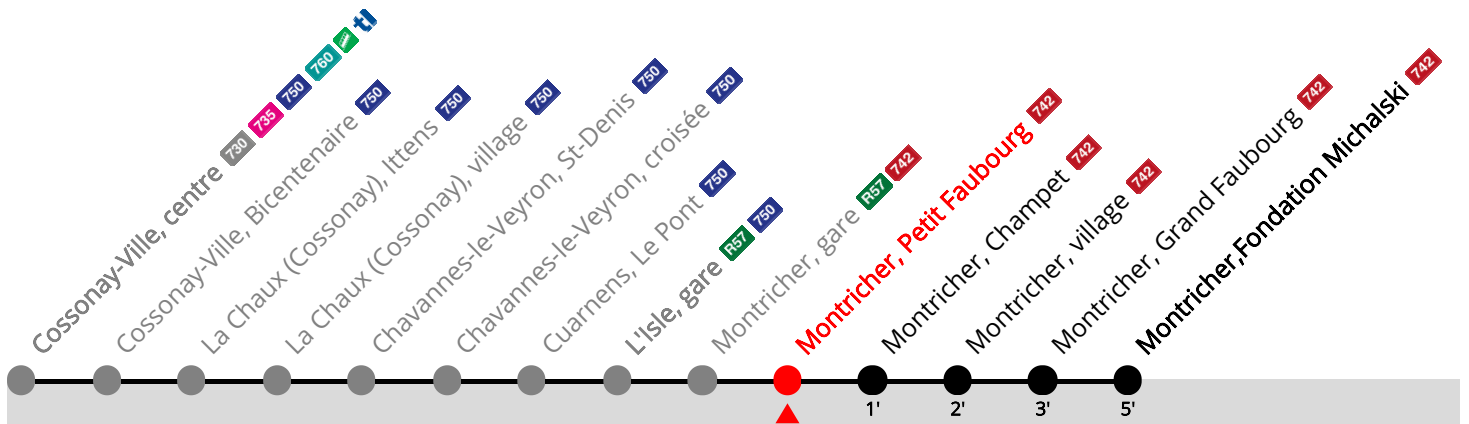 Cossonay-Ville, centre 730 735 750 760 tl
Cossonay-Ville, Bicentenaire 750
La Chaux (Cossonay), Ittens 750
La Chaux (Cossonay), village 750
Chavannes-le-Veyron, St-Denis 750
Chavannes-le-Veyron, croisée 750
Cuarnens, Le Pont 750
L'Isle, gare R57 750
Montricher, gare R57 742
Montricher, Petit Faubourg 742
Montricher, Champet 742
Montricher, village 742
Montricher, Grand Faubourg 742
Montricher,Fondation Michalski 742
1' 2' 3' 5'